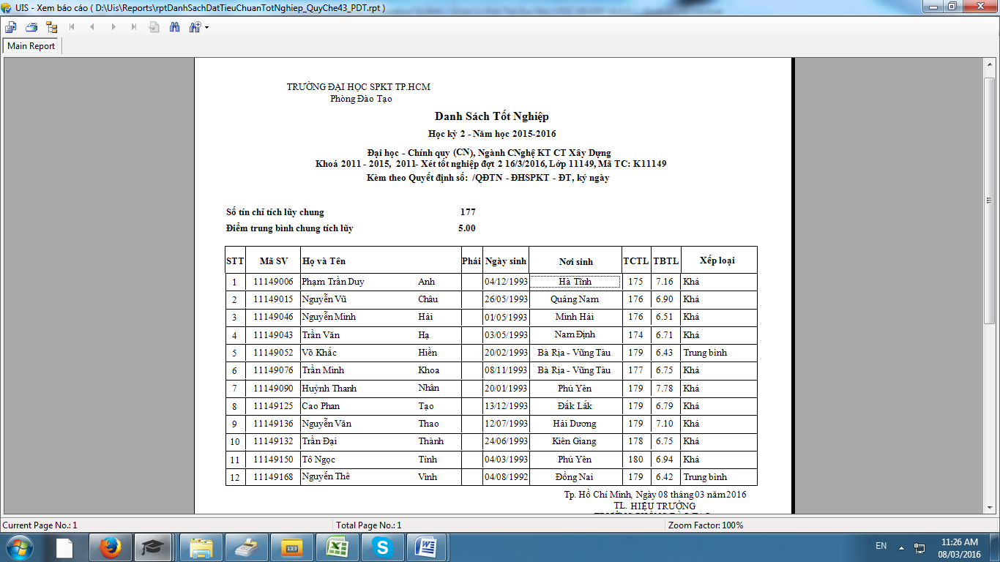 UIS - Xem báo cáo ( D:\Uis\Reports\rptDanhSachDatTieuChuanTotNghiep_QuyChe43_PDT.rpt )
Main Report
TRƯỜNG ĐẠI HỌC SPKT TP.HCM
Phòng Đào Tạo
Danh Sách Tốt Nghiệp
Học kỳ 2 - Năm học 2015-2016
Đại học - Chính quy (CN), Ngành CNghệ KT CT Xây Dựng
Khoá 2011 - 2015, 2011- Xét tốt nghiệp đợt 2 16/3/2016, Lớp 11149, Mã TC: K11149
Kèm theo Quyết định số: /QĐTN - ĐHSPKT - ĐT, ký ngày
Số tín chỉ tích lũy chung 177
Điểm trung bình chung tích lũy 5.00
STT Mã SV Họ và Tên Phái Ngày sinh Nơi sinh TCTL TBTL Xếp loại
1 11149006 Phạm Trần Duy Anh 04/12/1993 Hà Tĩnh 175 7.16 Khá
2 11149015 Nguyễn Vũ Châu 26/05/1993 Quảng Nam 176 6.90 Khá
3 11149046 Nguyễn Minh Hải 01/05/1993 Minh Hải 176 6.51 Khá
4 11149043 Trần Văn Hạ 03/05/1993 Nam Định 174 6.71 Khá
5 11149052 Võ Khắc Hiền 20/02/1993 Bà Rịa - Vũng Tàu 179 6.43 Trung bình
6 11149076 Trần Minh Khoa 08/11/1993 Bà Rịa - Vũng Tàu 177 6.75 Khá
7 11149090 Huỳnh Thanh Nhân 20/01/1993 Phú Yên 179 7.78 Khá
8 11149125 Cao Phan Tạo 13/12/1993 Đắk Lắk 179 6.79 Khá
9 11149136 Nguyễn Văn Thao 12/07/1993 Hải Dương 179 7.10 Khá
10 11149132 Trần Đại Thành 24/06/1993 Kiên Giang 178 6.75 Khá
11 11149150 Tô Ngọc Tính 04/03/1993 Phú Yên 180 6.94 Khá
12 11149168 Nguyễn Thế Vinh 04/08/1992 Đồng Nai 179 6.42 Trung bình
Tp. Hồ Chí Minh, Ngày 08 tháng 03 năm 2016
TL. HIỆU TRƯỞNG
Current Page No.: 1 Total Page No.: 1 Zoom Factor: 100%
123
EN
11:26 AM
08/03/2016